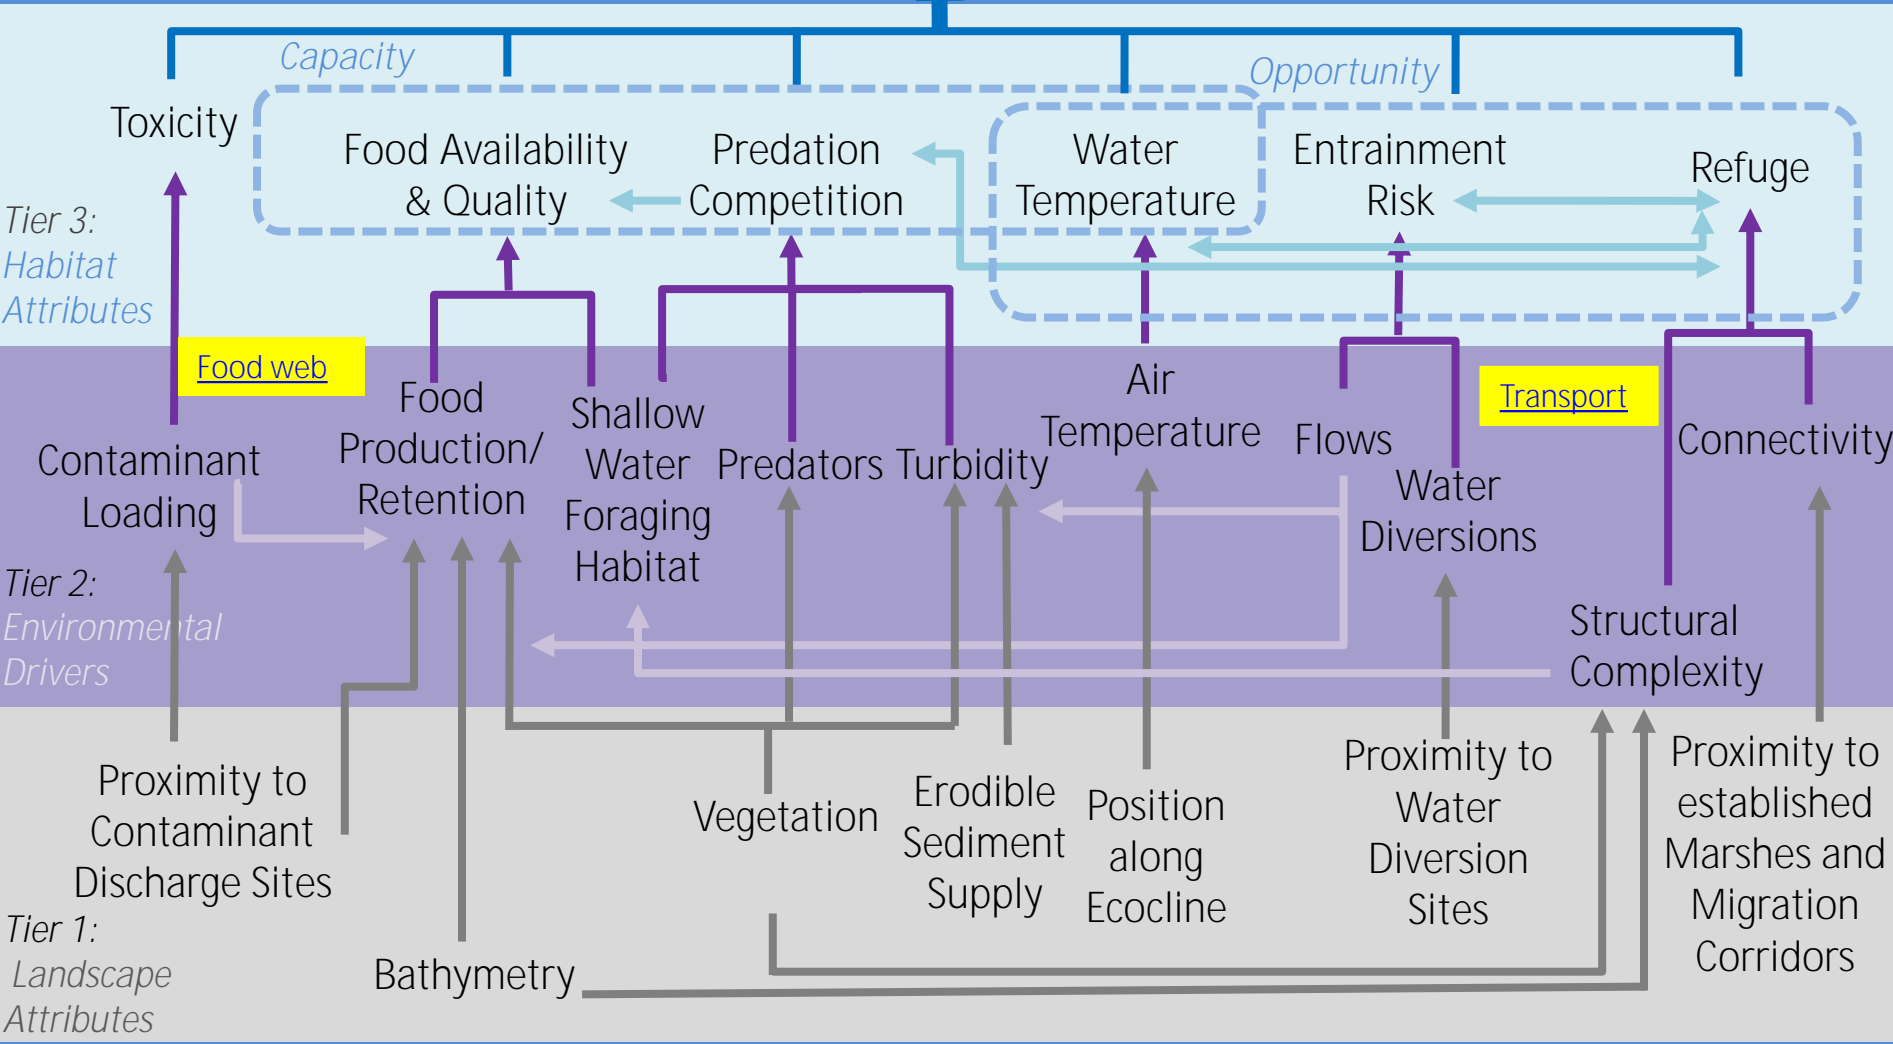 Capacity
Opportunity
Toxicity
Food Availability
& Quality
Predation
Competition
Water
Temperature
Entrainment
Risk
Refuge
Tier 3:
Habitat
Attributes
Food web
Transport
Contaminant
Loading
Food
Production/
Retention
Shallow
Water
Foraging
Habitat
Predators
Turbidity
Air
Temperature
Flows
Water
Diversions
Connectivity
Structural
Complexity
Tier 2:
Environmental
Drivers
Proximity to
Contaminant
Discharge Sites
Bathymetry
Vegetation
Erodible
Sediment
Supply
Position
along
Ecocline
Proximity to
Water
Diversion
Sites
Proximity to
established
Marshes and
Migration
Corridors
Tier 1:
Landscape
Attributes